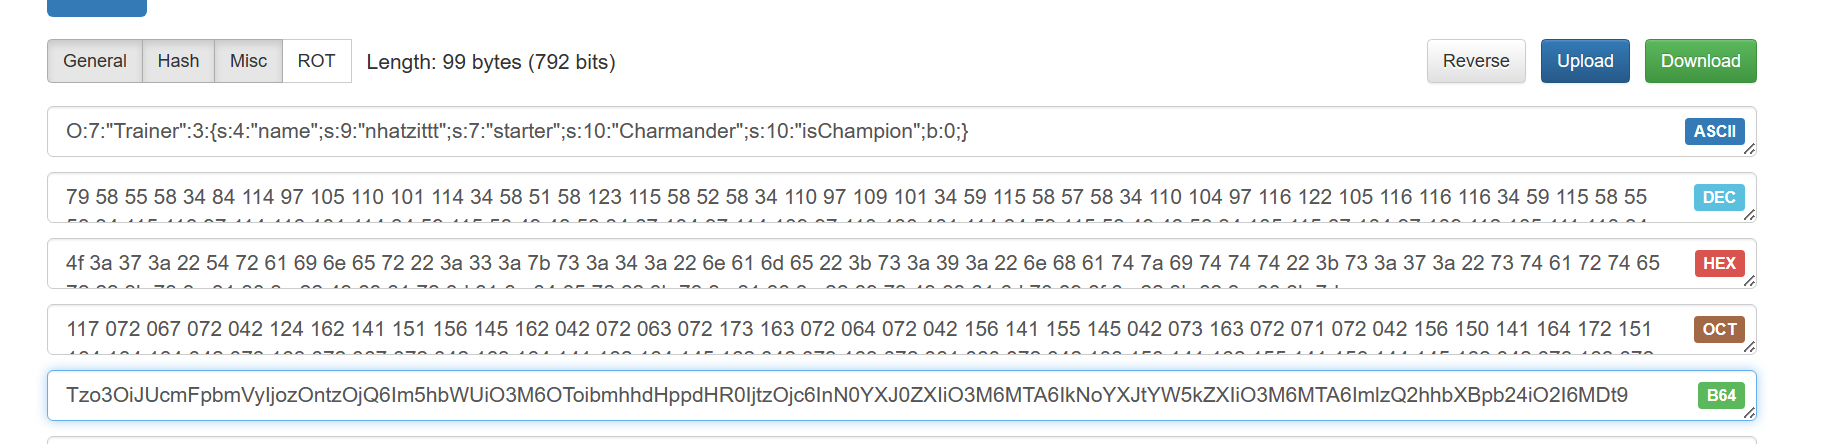 General Hash Misc ROT Length: 99 bytes (792 bits) Reverse Upload Download
O:7:"Trainer":3:{s:4:"name";s:9:"nhatzittt";s:7:"starter";s:10:"Charmander";s:10:"isChampion";b:0;} ASCII
79 58 55 58 34 84 114 97 105 110 101 114 34 58 51 58 123 115 58 52 58 34 110 97 109 101 34 59 115 58 57 58 34 110 104 97 116 122 105 116 116 116 34 59 115 58 55 DEC
4f 3a 37 3a 22 54 72 61 69 6e 65 72 22 3a 33 3a 7b 73 3a 34 3a 22 6e 61 6d 65 22 3b 73 3a 39 3a 22 6e 68 61 74 7a 69 74 74 74 22 3b 73 3a 37 3a 22 73 74 61 72 74 65 HEX
117 072 067 072 042 124 162 141 151 156 145 162 042 072 063 072 173 163 072 064 072 042 156 141 155 145 042 073 163 072 071 072 042 156 150 141 164 172 151 OCT
Tzo3OiJUcmFpbmVyIjozOntzOjQ6Im5hbWUiO3M6OToibmhhdHppdHR0IjtzOjc6InN0YXJ0ZXIiO3M6MTA6IkNoYXJtYW5kZXIiO3M6MTA6ImlzQ2hhbXBpb24iO2I6MDt9 B64